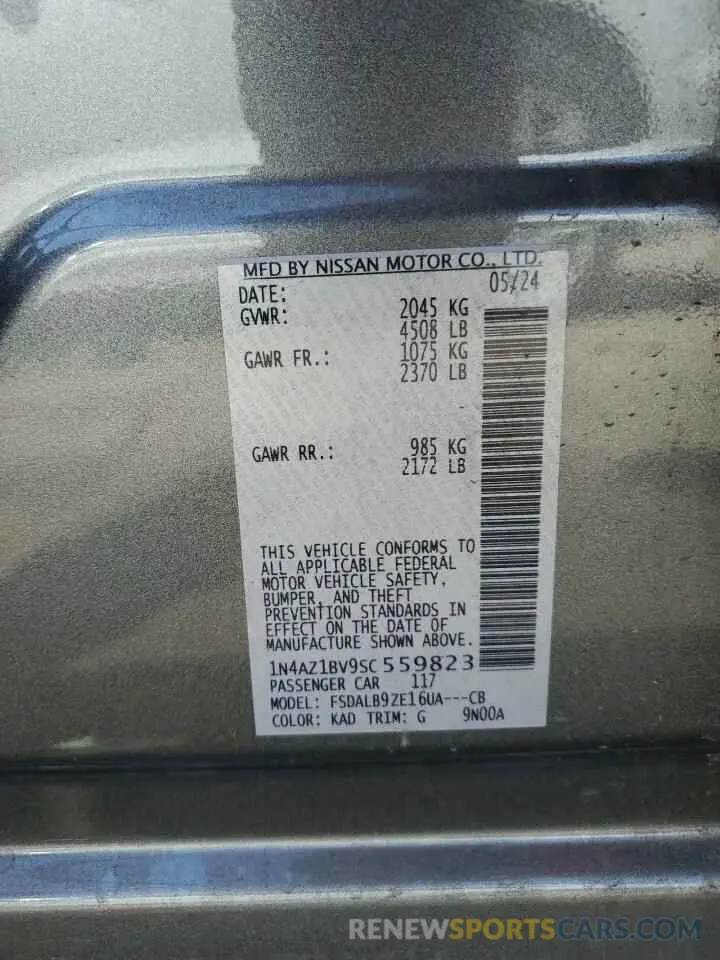 MFD BY NISSAN MOTOR CO., LTD.
DATE: 05/24
GVWR: 2045 KG
4508 LB
GAWR FR.: 1075 KG
2370 LB
GAWR RR.: 985 KG
2172 LB
THIS VEHICLE CONFORMS TO
ALL APPLICABLE FEDERAL
MOTOR VEHICLE SAFETY,
BUMPER, AND THEFT
PREVENTION STANDARDS IN
EFFECT ON THE DATE OF
MANUFACTURE SHOWN ABOVE.
1N4AZ1BV9SC559823
PASSENGER CAR 117
MODEL: FSDALB9ZE16UA---CB
COLOR: KAD TRIM: G 9N00A
RENEWSPORTSCARS.COM